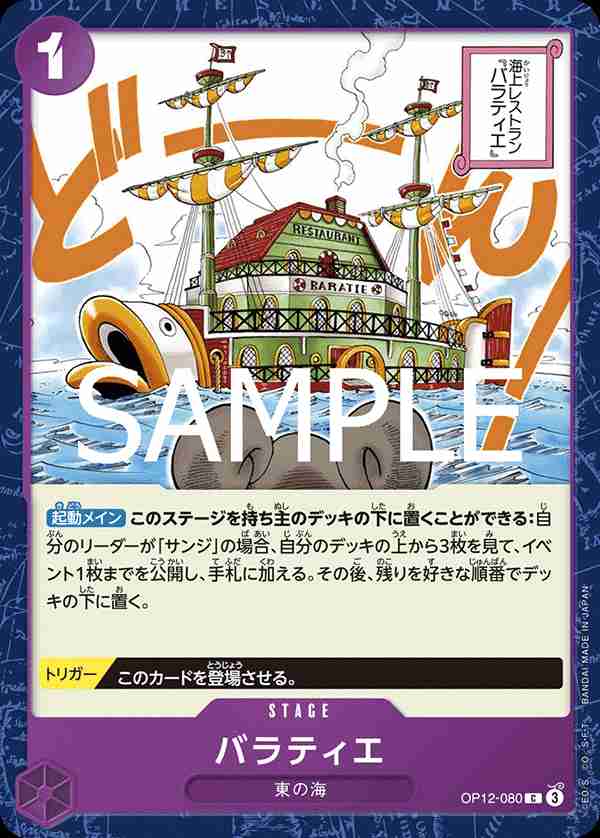 1
海上レストラン
『バラティエ』
どーん!
RESTAURANT
BARATIE
SAMPLE
起動メイン このステージを持ち主のデッキの下に置くことができる:自
分のリーダーが「サンジ」の場合、自分のデッキの上から3枚を見て、イベ
ント1枚までを公開し、手札に加える。その後、残りを好きな順番でデッ
キの下に置く。
トリガー このカードを登場させる。
STAGE
バラティエ
東の海
OP12-080 C 3
BANDAI MADE IN JAPAN